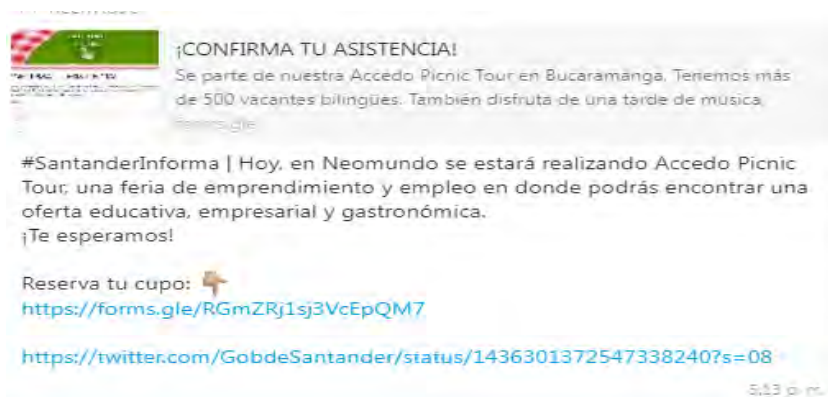 ¡CONFIRMA TU ASISTENCIA!
Se parte de nuestra Accedo Picnic Tour en Bucaramanga. Tenemos más
de 500 vacantes bilingües. También disfruta de una tarde de música,
forms.gle
#SantanderInforma | Hoy, en Neomundo se estará realizando Accedo Picnic
Tour, una feria de emprendimiento y empleo en donde podrás encontrar una
oferta educativa, empresarial y gastronómica.
¡Te esperamos!
Reserva tu cupo: 👇🏽
https://forms.gle/RGmZRj1sj3VcEpQM7
https://twitter.com/GobdeSantander/status/1436301372547338240?s=08
5:13 p. m.